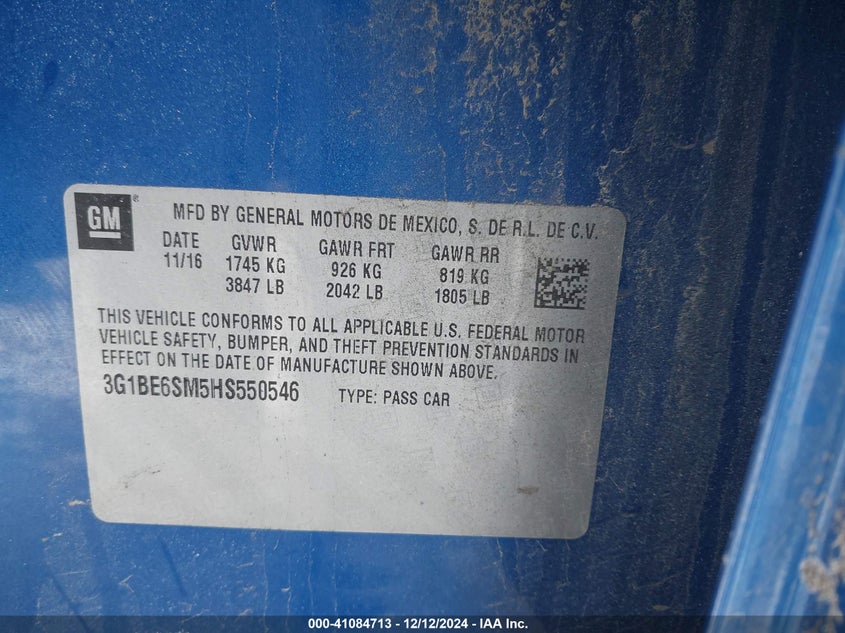 GM
MFD BY GENERAL MOTORS DE MEXICO, S. DE R.L. DE C.V.
DATE GVWR GAWR FRT GAWR RR
11/16 1745 KG 926 KG 819 KG
3847 LB 2042 LB 1805 LB
THIS VEHICLE CONFORMS TO ALL APPLICABLE U.S. FEDERAL MOTOR
VEHICLE SAFETY, BUMPER, AND THEFT PREVENTION STANDARDS IN
EFFECT ON THE DATE OF MANUFACTURE SHOWN ABOVE.
3G1BE6SM5HS550546 TYPE: PASS CAR
000-41084713 - 12/12/2024 - IAA Inc.